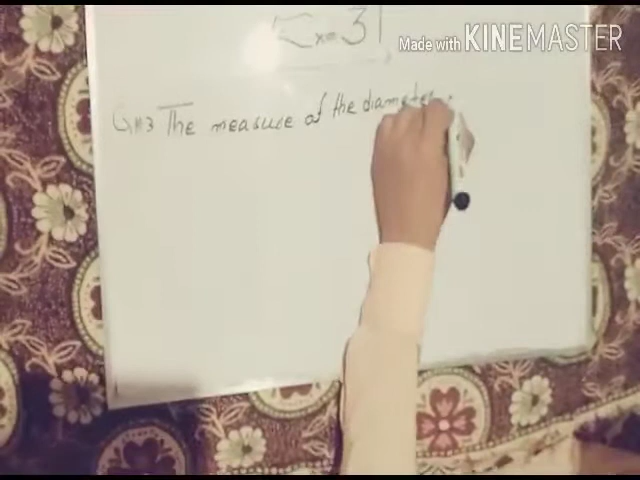 x = 3
Made with KINEMASTER
Q#3 The measure of the diameter